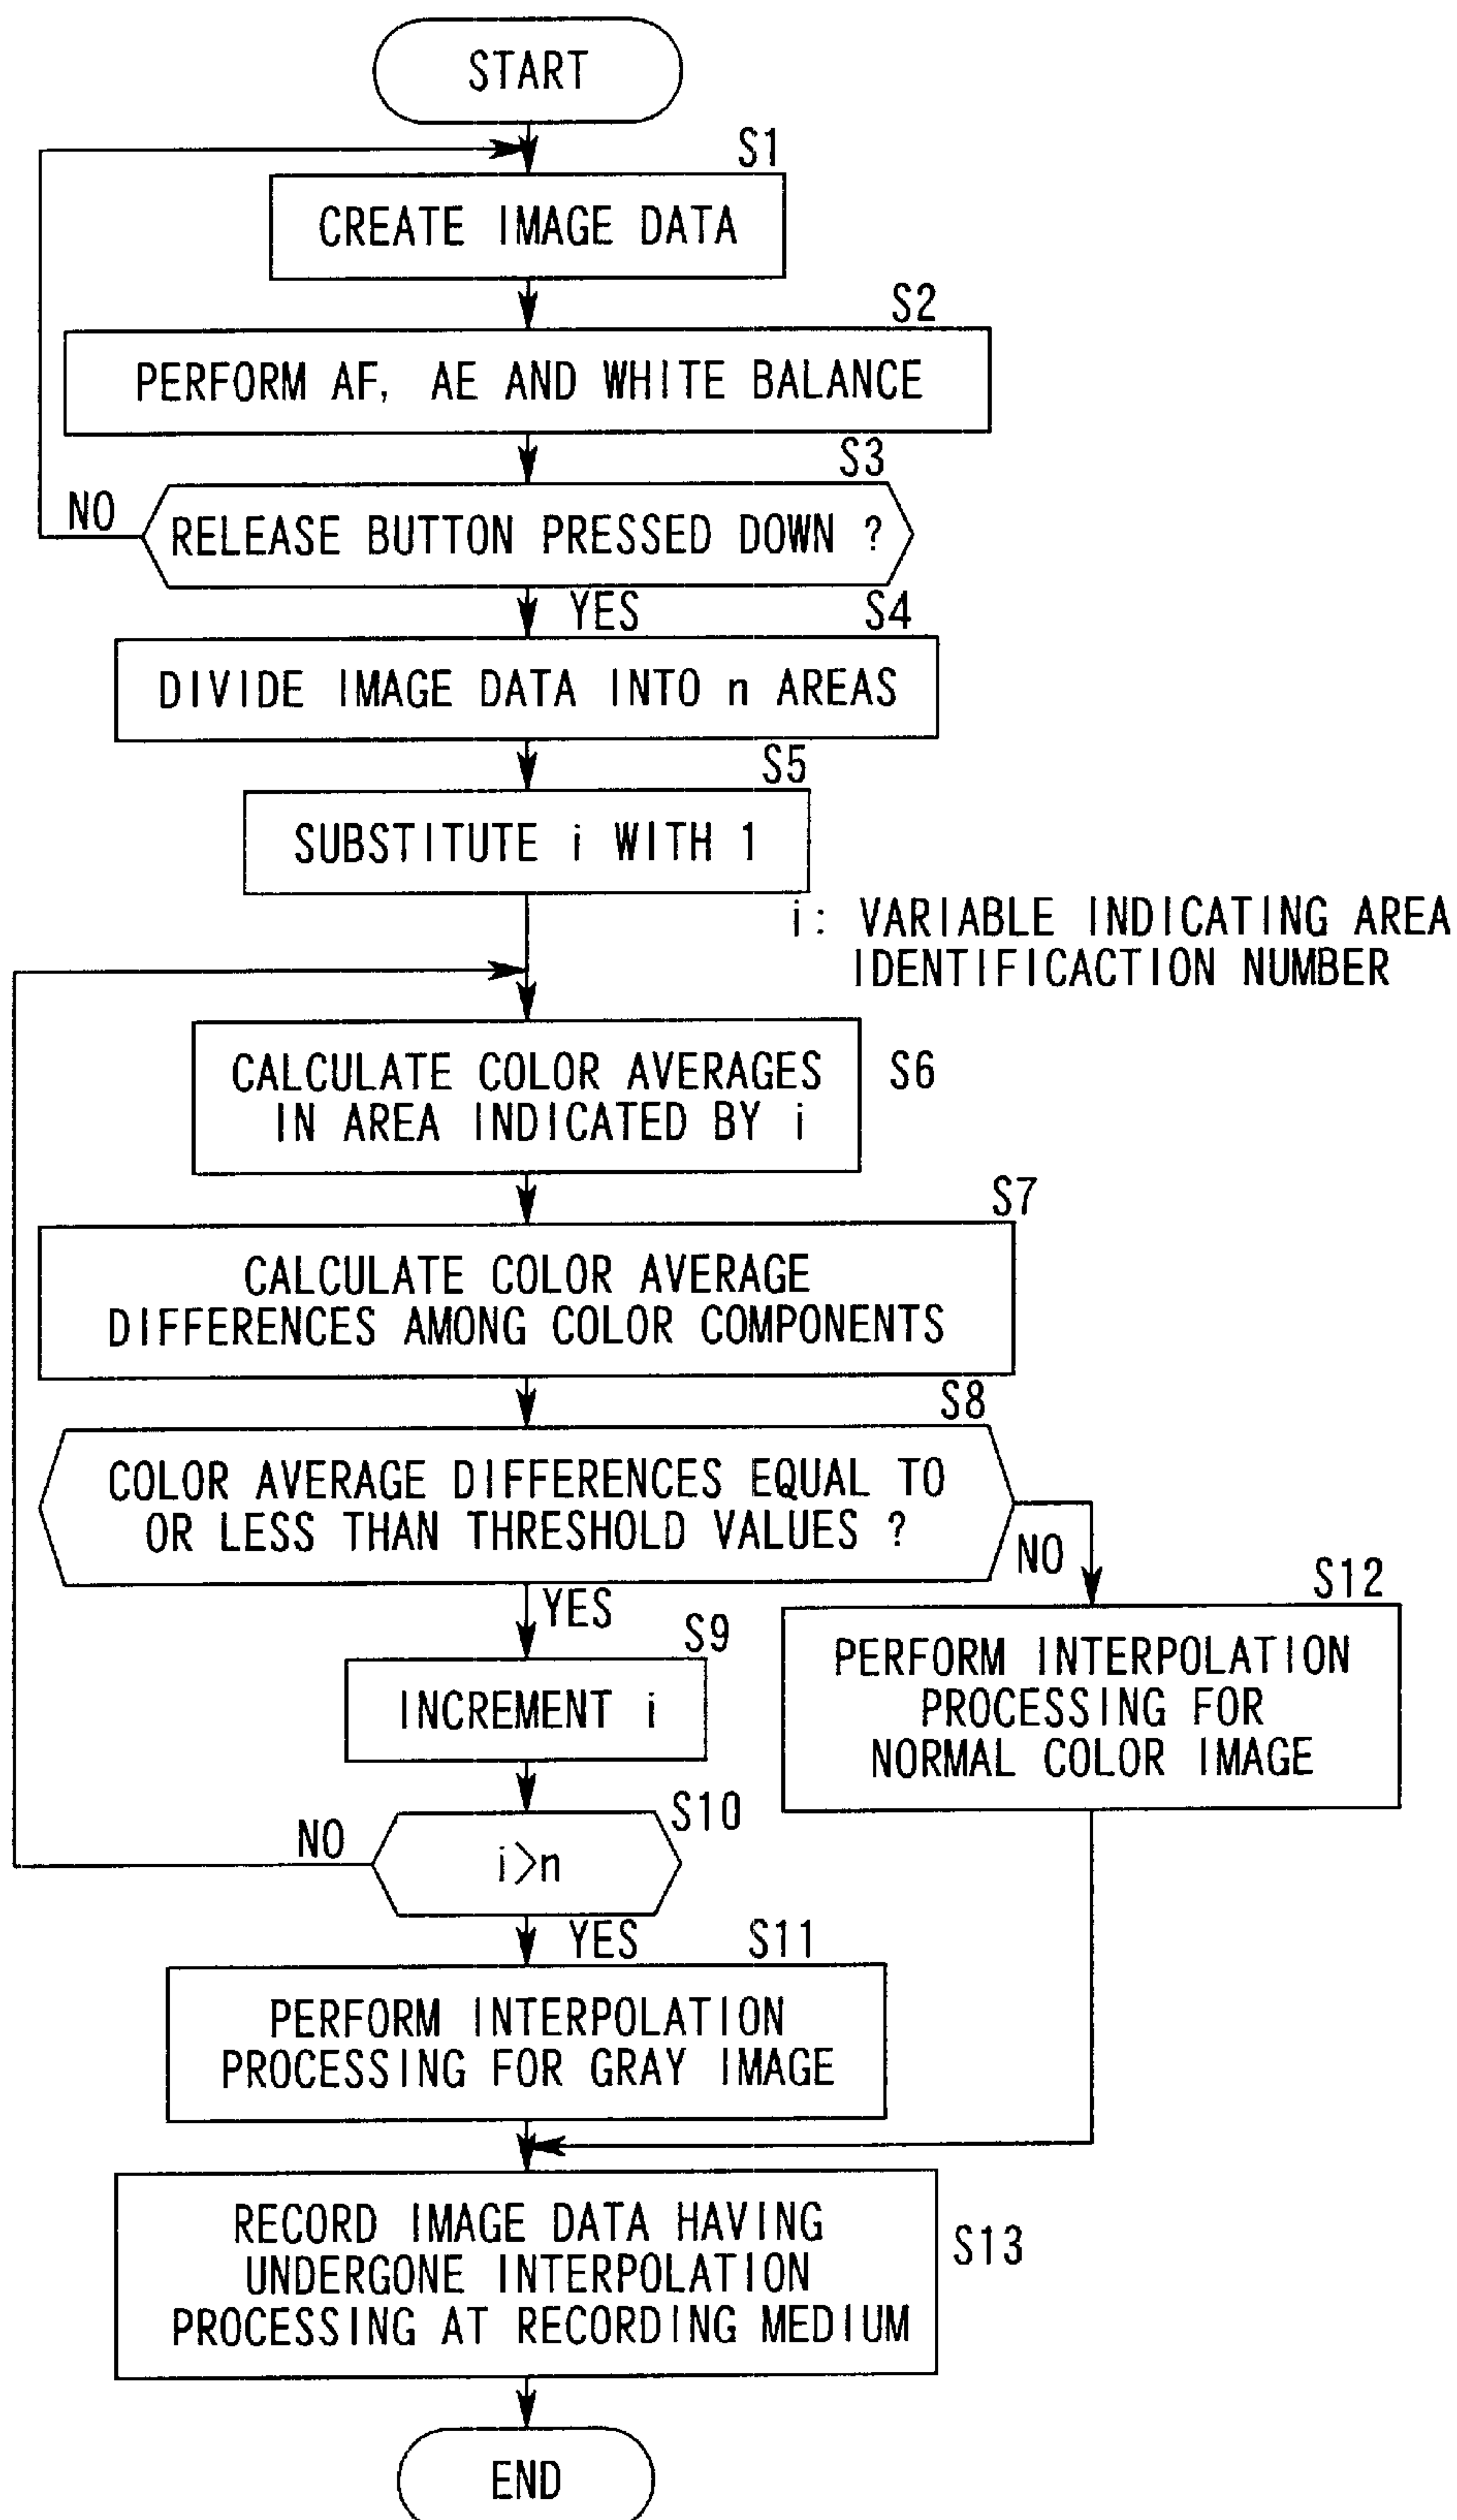 START
S1
CREATE IMAGE DATA
S2
PERFORM AF, AE AND WHITE BALANCE
S3
NO
RELEASE BUTTON PRESSED DOWN ?
YES
S4
DIVIDE IMAGE DATA INTO n AREAS
S5
SUBSTITUTE i WITH 1
i: VARIABLE INDICATING AREA
IDENTIFICACTION NUMBER
CALCULATE COLOR AVERAGES
IN AREA INDICATED BY i
S6
S7
CALCULATE COLOR AVERAGE
DIFFERENCES AMONG COLOR COMPONENTS
S8
COLOR AVERAGE DIFFERENCES EQUAL TO
OR LESS THAN THRESHOLD VALUES ?
NO
YES
S9
INCREMENT i
S12
PERFORM INTERPOLATION
PROCESSING FOR
NORMAL COLOR IMAGE
S10
NO
i>n
YES
S11
PERFORM INTERPOLATION
PROCESSING FOR GRAY IMAGE
RECORD IMAGE DATA HAVING
UNDERGONE INTERPOLATION
PROCESSING AT RECORDING MEDIUM
S13
END